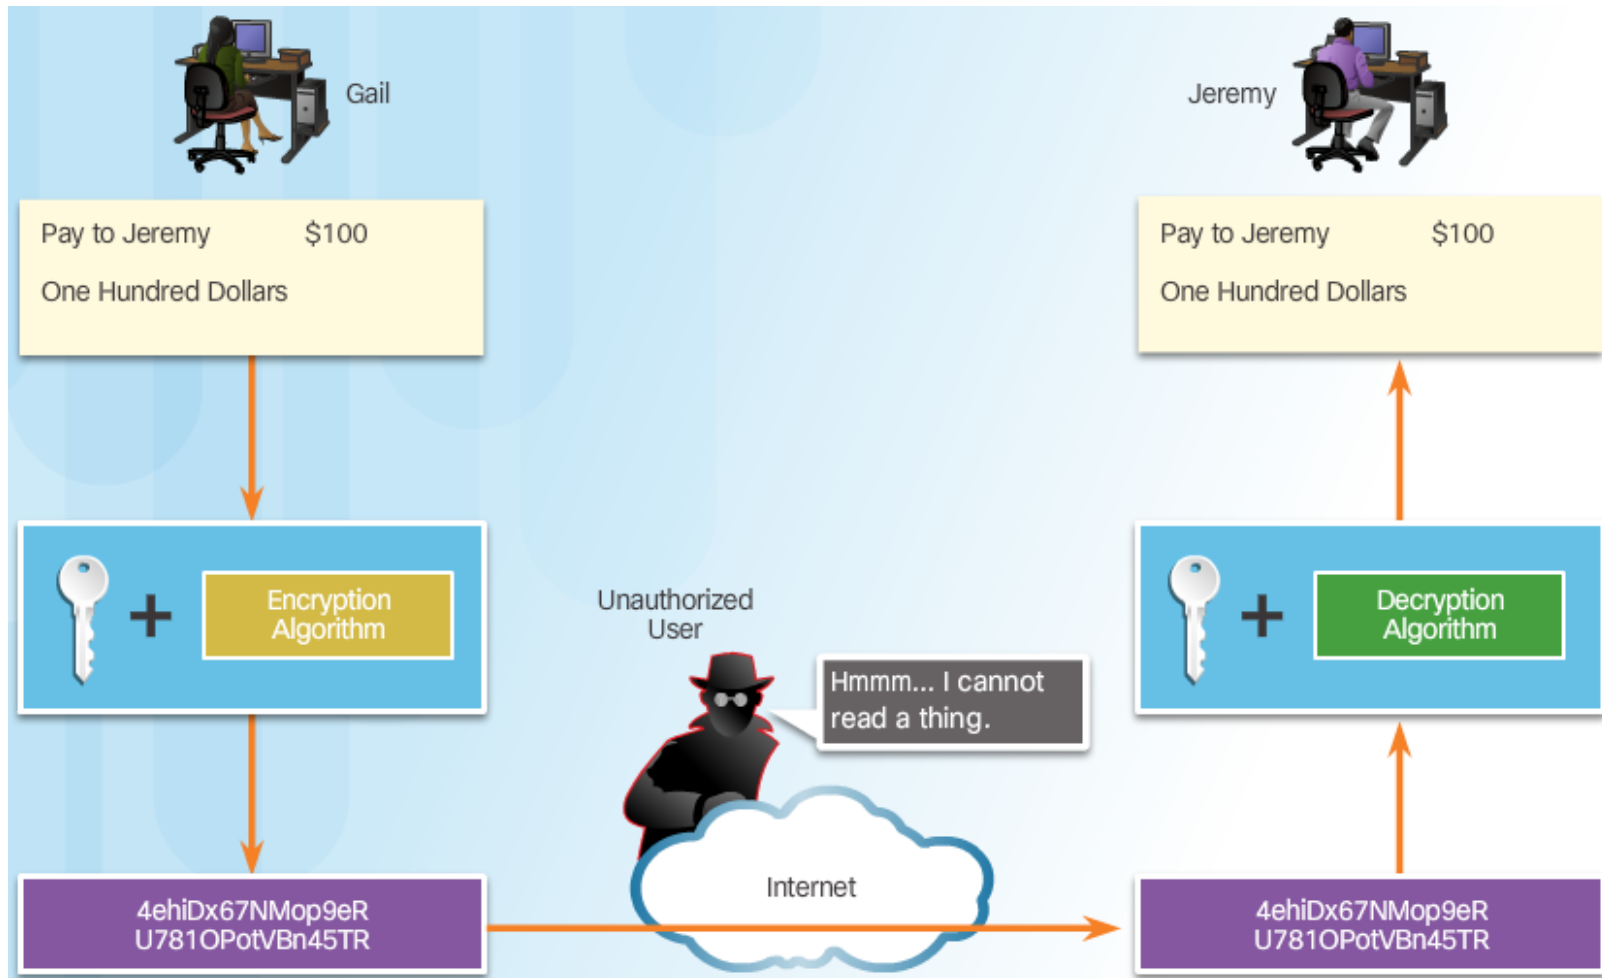 Gail
Jeremy
Pay to Jeremy $100
One Hundred Dollars
Pay to Jeremy $100
One Hundred Dollars
Encryption
Algorithm
Unauthorized
User
Hmmm... I cannot
read a thing.
Decryption
Algorithm
Internet
4ehiDx67NMop9eR
U781OPotVBn45TR
4ehiDx67NMop9eR
U781OPotVBn45TR